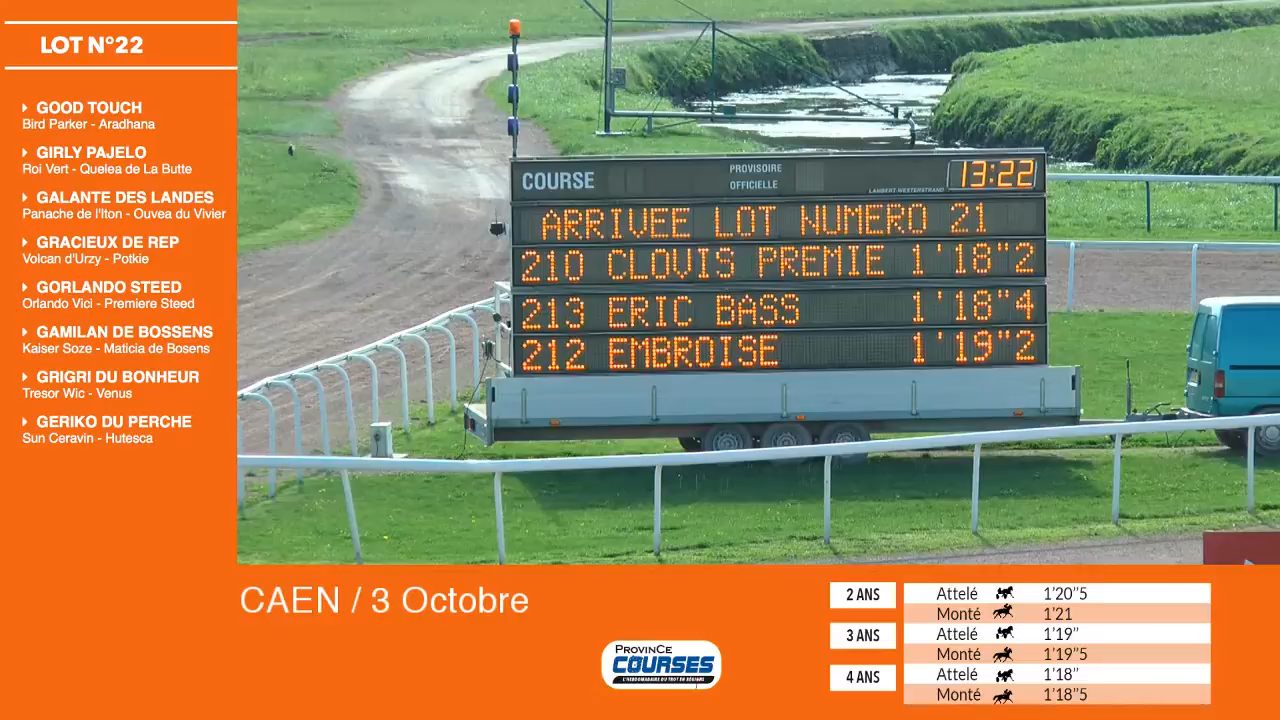 LOT N°22
GOOD TOUCH
Bird Parker - Aradhana
GIRLY PAJELO
Roi Vert - Quelea de La Butte
GALANTE DES LANDES
Panache de l'Iton - Ouvea du Vivier
GRACIEUX DE REP
Volcan d'Urzy - Potkie
GORLANDO STEED
Orlando Vici - Premiere Steed
GAMILAN DE BOSSENS
Kaiser Soze - Maticia de Bosens
GRIGRI DU BONHEUR
Tresor Wic - Venus
GERIKO DU PERCHE
Sun Ceravin - Hutesca
COURSE
PROVISOIRE
OFFICIELLE
LAMBERT-WESTERSTRAND
13:22
ARRIVEE LOT NUMERO 21
210 CLOVIS PREMIE 1'18"2
213 ERIC BASS 1'18"4
212 EMBROISE 1'19"2
CAEN / 3 Octobre
PROVINCE
COURSES
L'HEBDOMADAIRE DU TROT EN RÉGIONS
2 ANS
Attelé 1'20"5
Monté 1'21
3 ANS
Attelé 1'19"
Monté 1'19"5
4 ANS
Attelé 1'18"
Monté 1'18"5